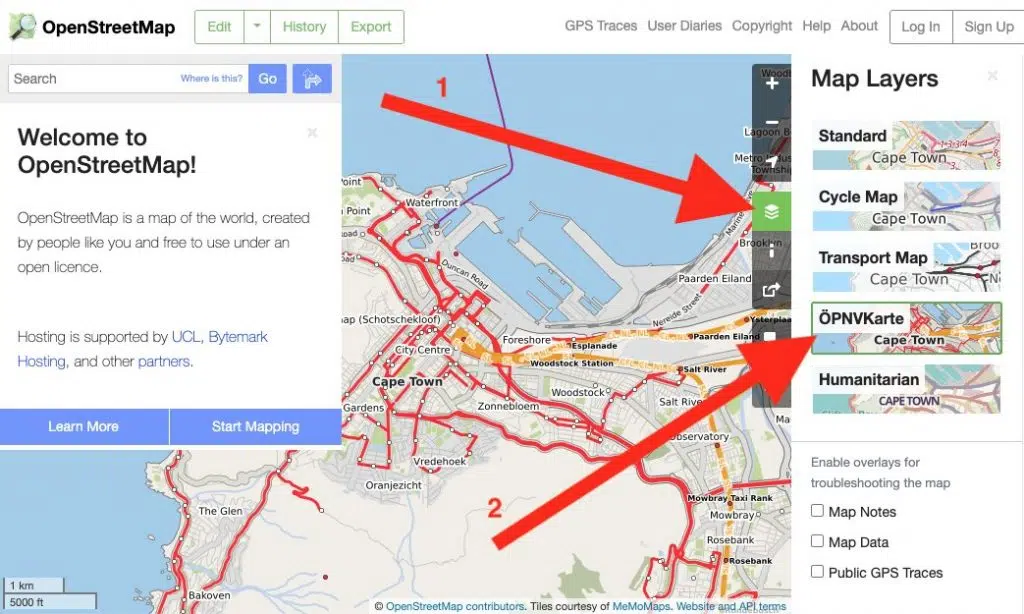 OpenStreetMap
Edit
History
Export
GPS Traces
User Diaries
Copyright
Help
About
Log In
Sign Up
Search
Where is this?
Go
Welcome to
OpenStreetMap!
OpenStreetMap is a map of the world, created
by people like you and free to use under an
open licence.
Hosting is supported by UCL, Bytemark
Hosting, and other partners.
Learn More
Start Mapping
1
2
Point
Point
Waterfront
Duncan Road
(Schotschekloof)
City Centre
Foreshore
Esplanade
Woodstock Station
Cape Town
Gardens
Zonnebloem
Woodstock
Vredehoek
Oranjezicht
Salt River
Salt River
Observatory
Mowbray Taxi Rank
Mowbray
Rosebank
Rosebank
Paarden Eiland
Paarden Eiland
Nereide Street
Lagoon
Metro
The Glen
Bakoven
1 km
5000 ft
© OpenStreetMap contributors. Tiles courtesy of MeMoMaps. Website and API terms
Map Layers
Standard
Cape Town
Cycle Map
Cape Town
Transport Map
Cape Town
ÖPNVKarte
Cape Town
Humanitarian
CAPE TOWN
Enable overlays for
troubleshooting the map
Map Notes
Map Data
Public GPS Traces